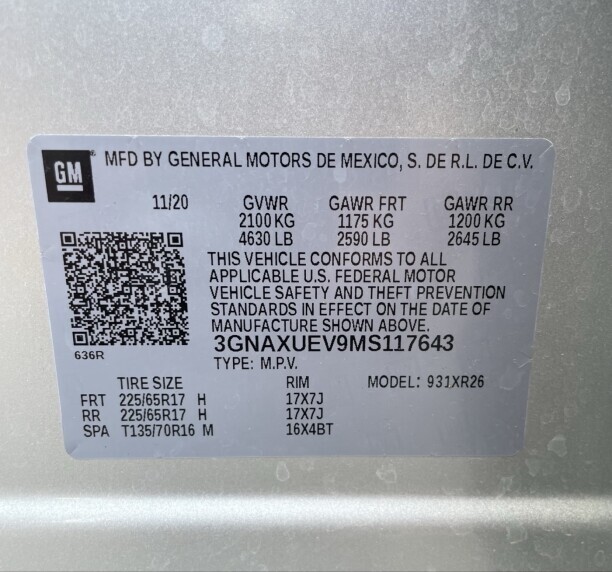 GM® MFD BY GENERAL MOTORS DE MEXICO, S. DE R.L. DE C.V.
11/20 GVWR GAWR FRT GAWR RR
2100 KG 1175 KG 1200 KG
4630 LB 2590 LB 2645 LB
THIS VEHICLE CONFORMS TO ALL
APPLICABLE U.S. FEDERAL MOTOR
VEHICLE SAFETY AND THEFT PREVENTION
STANDARDS IN EFFECT ON THE DATE OF
MANUFACTURE SHOWN ABOVE.
3GNAXUEV9MS117643
636R
TYPE: M.P.V.
TIRE SIZE RIM MODEL: 931XR26
FRT 225/65R17 H 17X7J
RR 225/65R17 H 17X7J
SPA T135/70R16 M 16X4BT